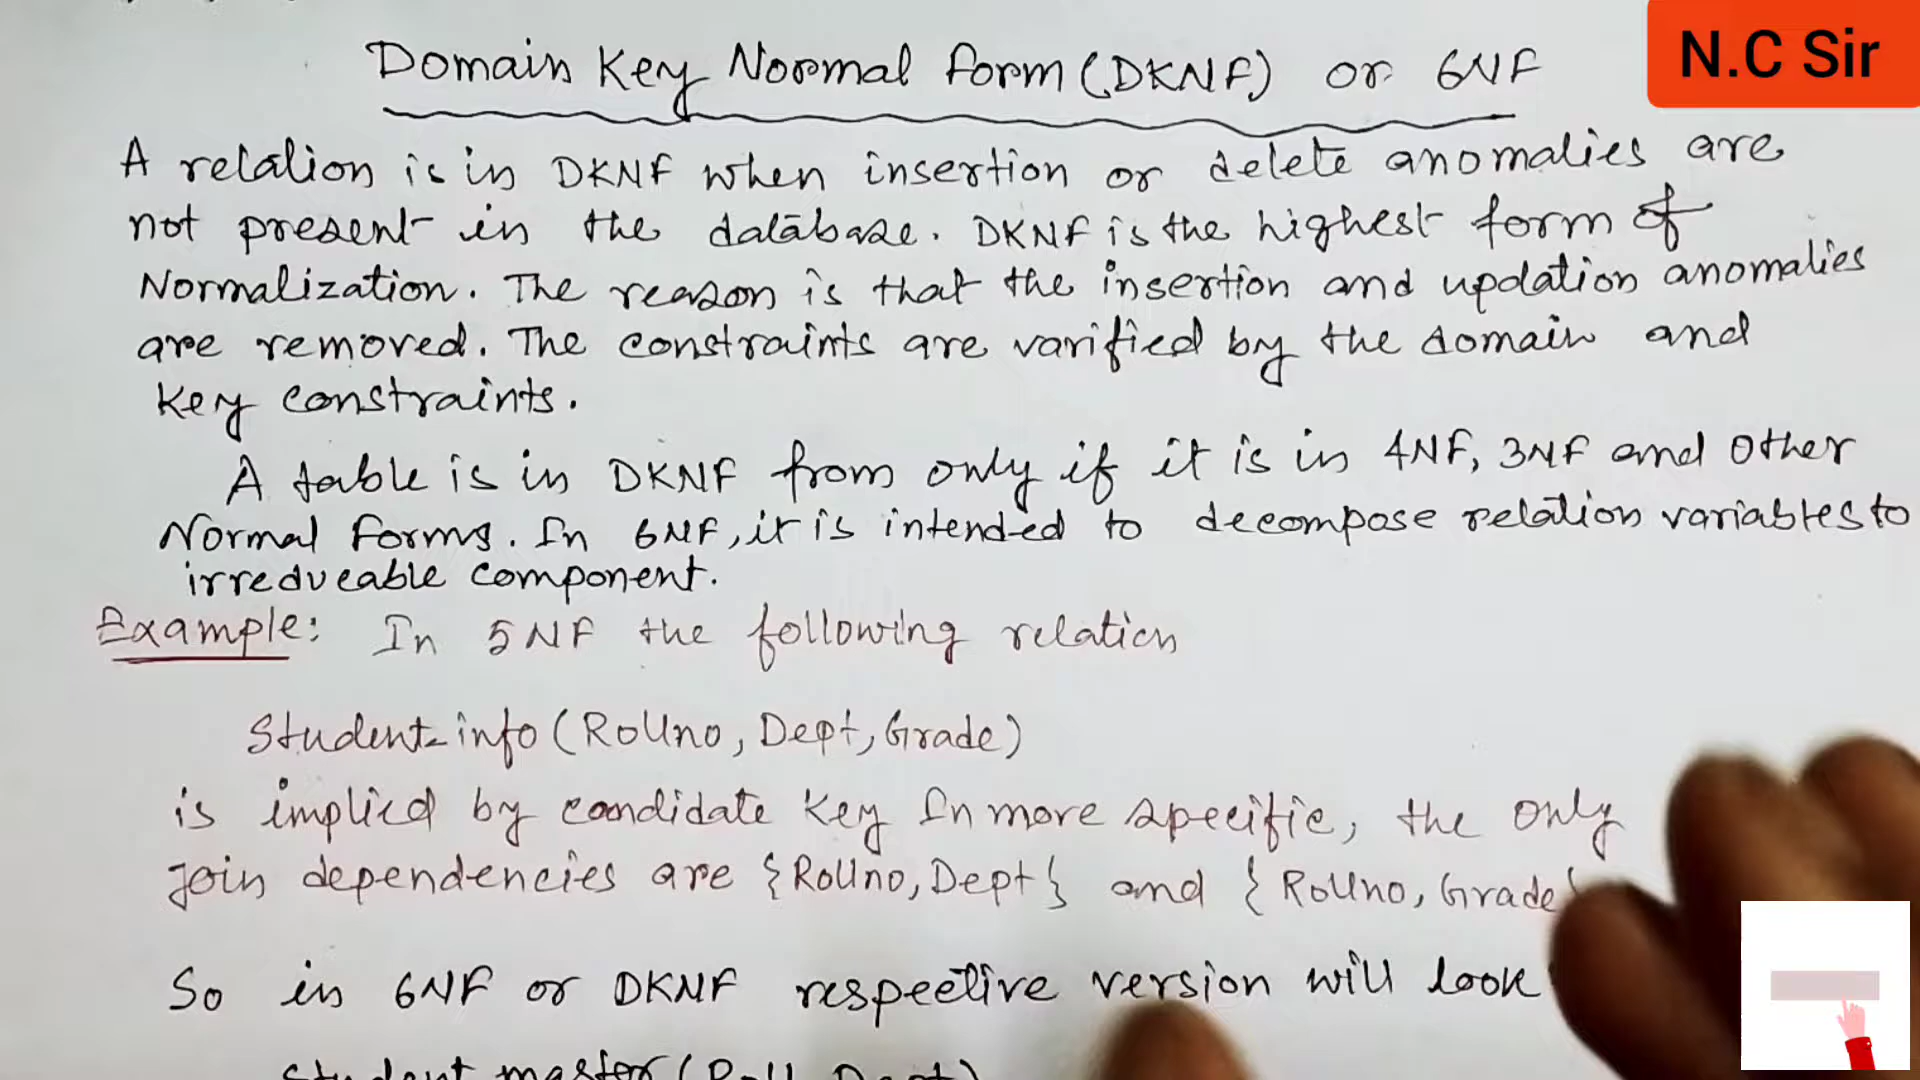 Domain Key Normal Form (DKNF) or 6NF
N.C Sir
A relation is in DKNF when insertion or delete anomalies are
not present in the database. DKNF is the highest form of
Normalization. The reason is that the insertion and updation anomalies
are removed. The constraints are varified by the domain and
Key constraints.
A table is in DKNF from only if it is in 4NF, 3NF and other
Normal forms. In 6NF, it is intended to decompose relation variables to
irreduceable component.
Example: In 5NF the following relation
Student-info (Rollno, Dept, Grade)
is implied by candidate Key In more specific, the only
join dependencies are {Rollno, Dept} and {Rollno, Grade}
So in 6NF or DKNF respective version will look
Student master (Roll, Dept)